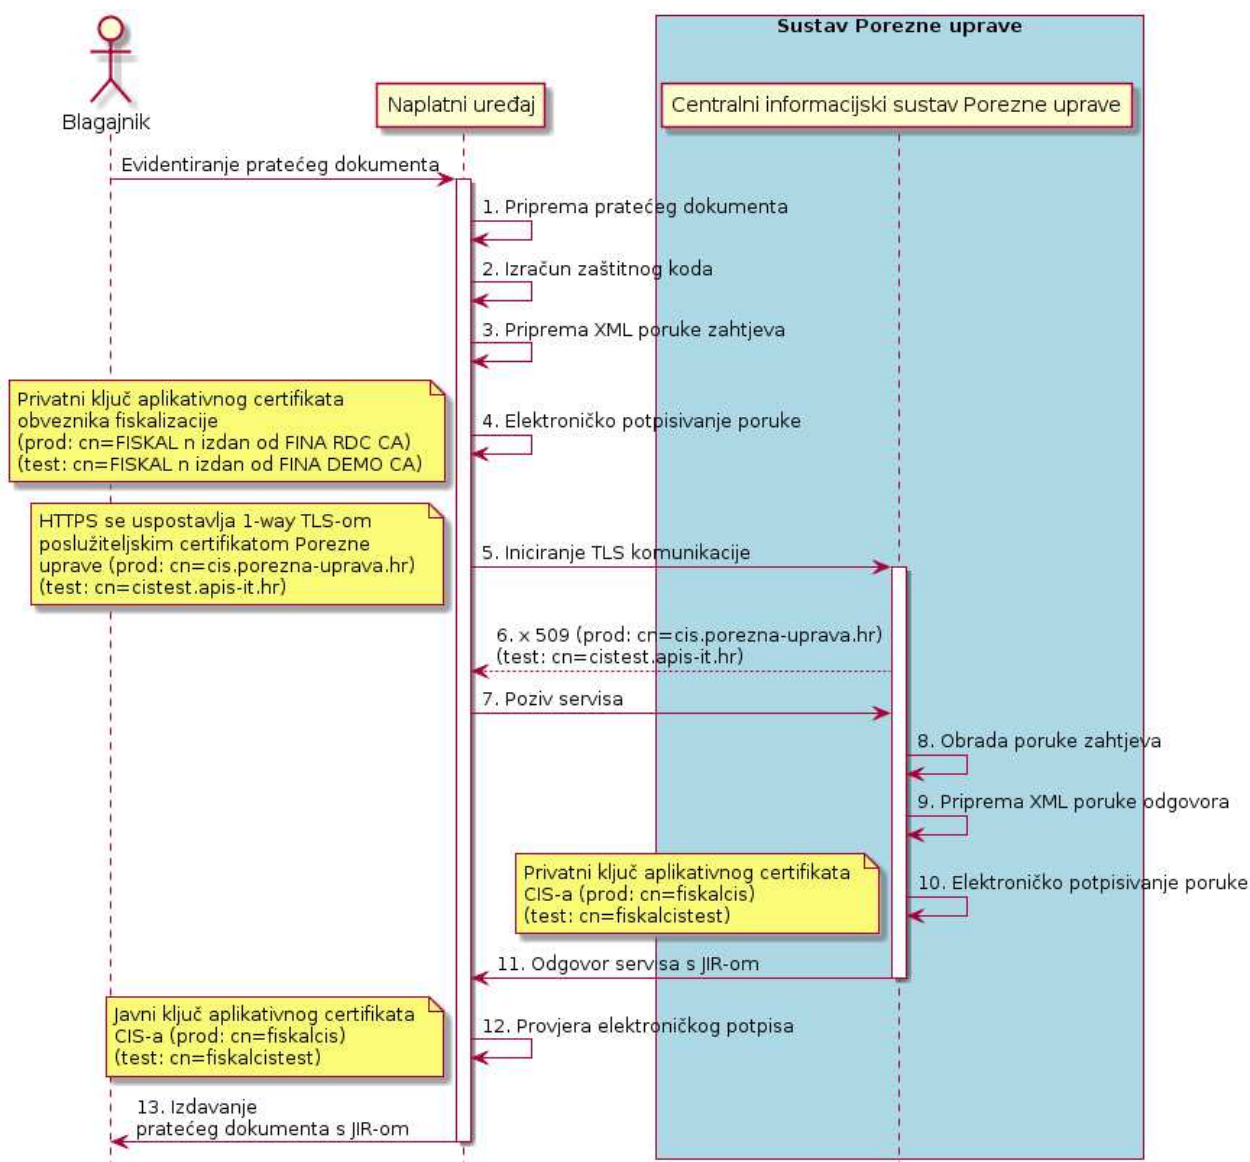 Sustav Porezne uprave
Blagajnik
Naplatni uređaj
Centralni informacijski sustav Porezne uprave
Evidentiranje pratećeg dokumenta
1. Priprema pratećeg dokumenta
2. Izračun zaštitnog koda
3. Priprema XML poruke zahtjeva
Privatni ključ aplikativnog certifikata
obveznika fiskalizacije
(prod: cn=FISKAL n izdan od FINA RDC CA)
(test: cn=FISKAL n izdan od FINA DEMO CA)
4. Elektroničko potpisivanje poruke
HTTPS se uspostavlja 1-way TLS-om
poslužiteljskim certifikatom Porezne
uprave (prod: cn=cis.porezna-uprava.hr)
(test: cn=cistest.apis-it.hr)
5. Iniciranje TLS komunikacije
6. x 509 (prod: cn=cis.porezna-uprava.hr)
(test: cn=cistest.apis-it.hr)
7. Poziv servisa
8. Obrada poruke zahtjeva
9. Priprema XML poruke odgovora
Privatni ključ aplikativnog certifikata
CIS-a (prod: cn=fiskalcis)
(test: cn=fiskalcistest)
10. Elektroničko potpisivanje poruke
11. Odgovor servisa s JIR-om
Javni ključ aplikativnog certifikata
CIS-a (prod: cn=fiskalcis)
(test: cn=fiskalcistest)
12. Provjera elektroničkog potpisa
13. Izdavanje
pratećeg dokumenta s JIR-om